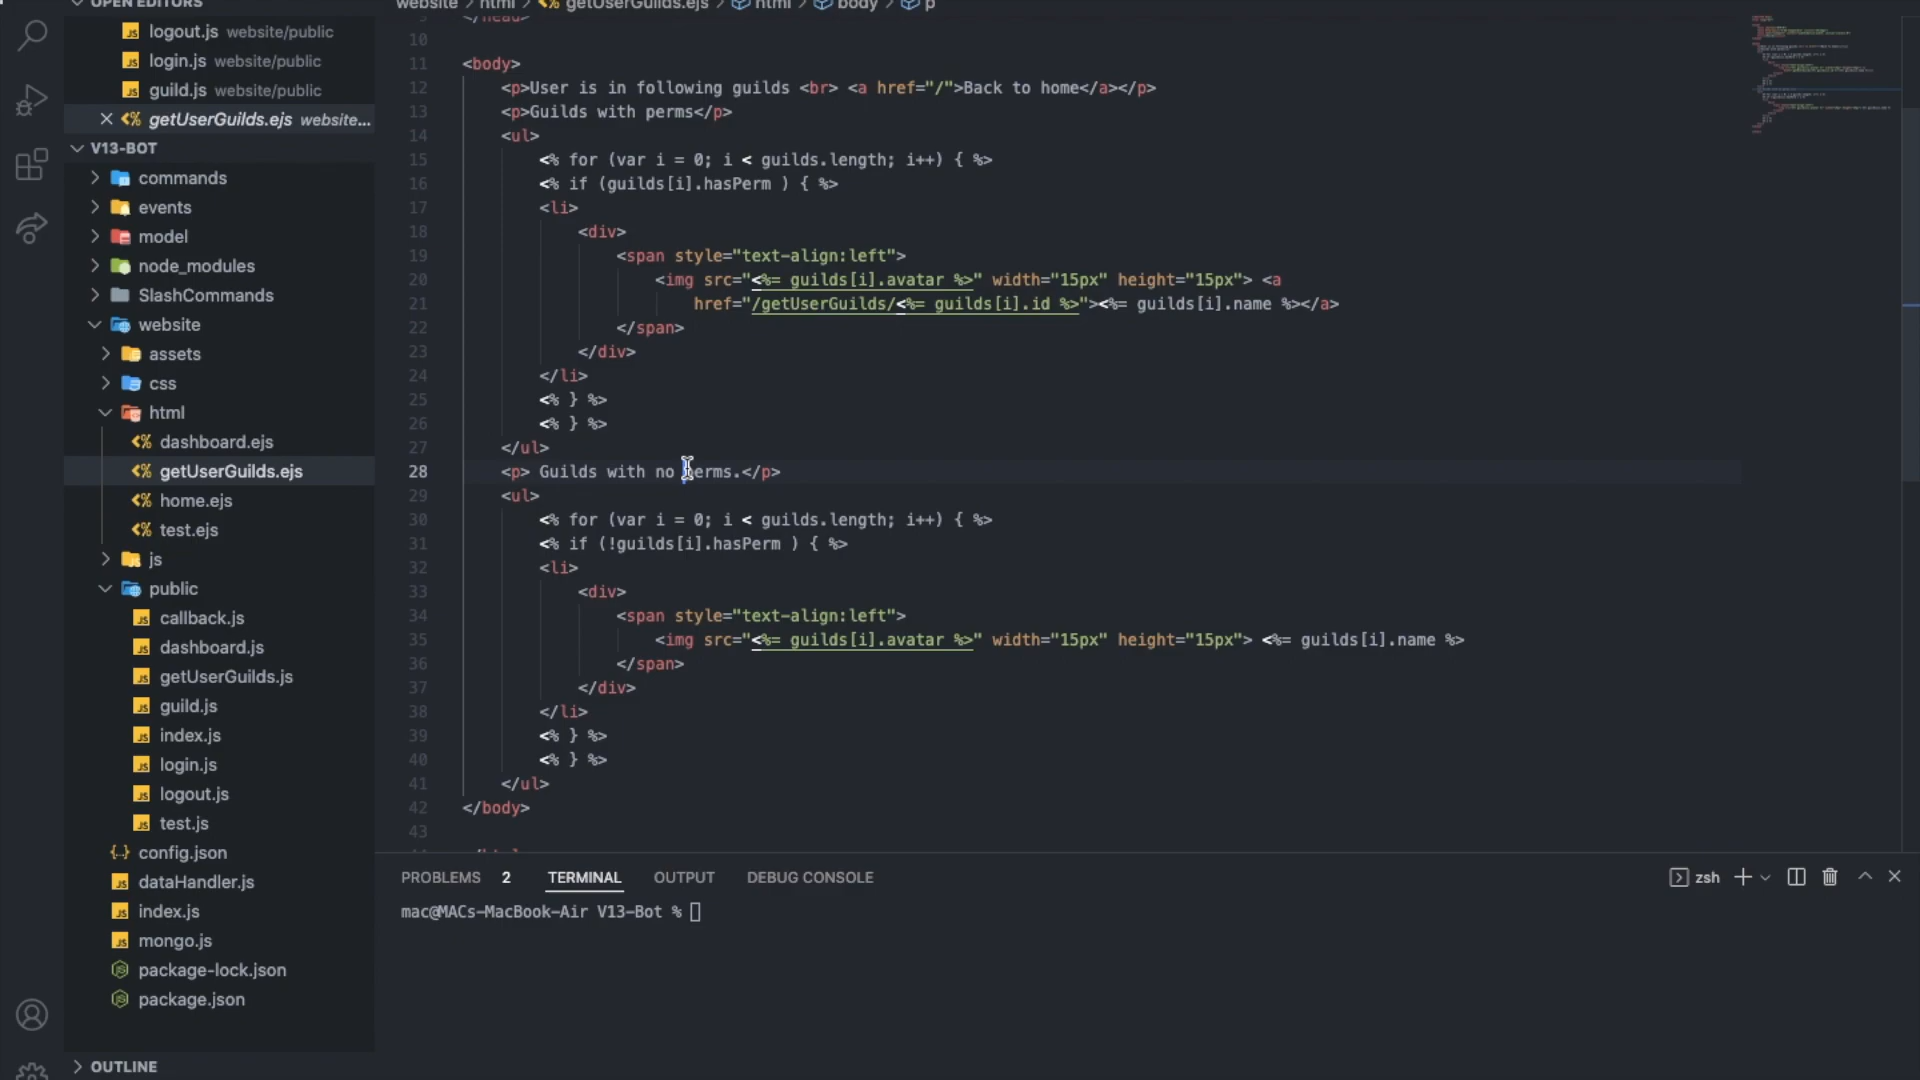 OPEN EDITORS
logout.js website/public
login.js website/public
guild.js website/public
getUserGuilds.ejs website...
V13-BOT
commands
events
model
node_modules
SlashCommands
website
assets
css
html
dashboard.ejs
getUserGuilds.ejs
home.ejs
test.ejs
js
public
callback.js
dashboard.js
getUserGuilds.js
guild.js
index.js
login.js
logout.js
test.js
config.json
dataHandler.js
index.js
mongo.js
package-lock.json
package.json
OUTLINE
website > html > getUserGuilds.ejs > html > body > p
9 </head>
10
11 <body>
12 <p>User is in following guilds <br> <a href="/">Back to home</a></p>
13 <p>Guilds with perms</p>
14 <ul>
15 <% for (var i = 0; i < guilds.length; i++) { %>
16 <% if (guilds[i].hasPerm ) { %>
17 <li>
18 <div>
19 <span style="text-align:left">
20 <img src="<%= guilds[i].avatar %>" width="15px" height="15px"> <a
21 href="/getUserGuilds/<%= guilds[i].id %>"><%= guilds[i].name %></a>
22 </span>
23 </div>
24 </li>
25 <% } %>
26 <% } %>
27 </ul>
28 <p> Guilds with no perms.</p>
29 <ul>
30 <% for (var i = 0; i < guilds.length; i++) { %>
31 <% if (!guilds[i].hasPerm ) { %>
32 <li>
33 <div>
34 <span style="text-align:left">
35 <img src="<%= guilds[i].avatar %>" width="15px" height="15px"> <%= guilds[i].name %>
36 </span>
37 </div>
38 </li>
39 <% } %>
40 <% } %>
41 </ul>
42 </body>
43
PROBLEMS 2 TERMINAL OUTPUT DEBUG CONSOLE zsh
mac@MACs-MacBook-Air V13-Bot %